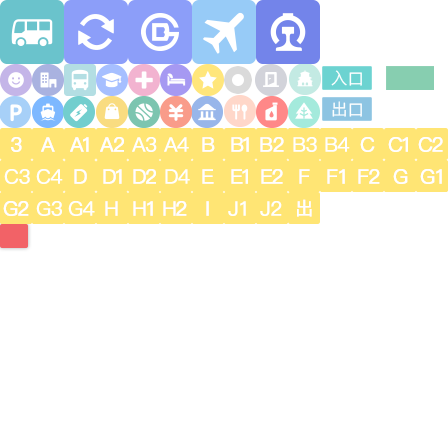 入口
P ¥ 出口
3 A A1 A2 A3 A4 B B1 B2 B3 B4 C C1 C2
C3 C4 D D1 D2 D4 E E1 E2 F F1 F2 G G1
G2 G3 G4 H H1 H2 I J1 J2 出